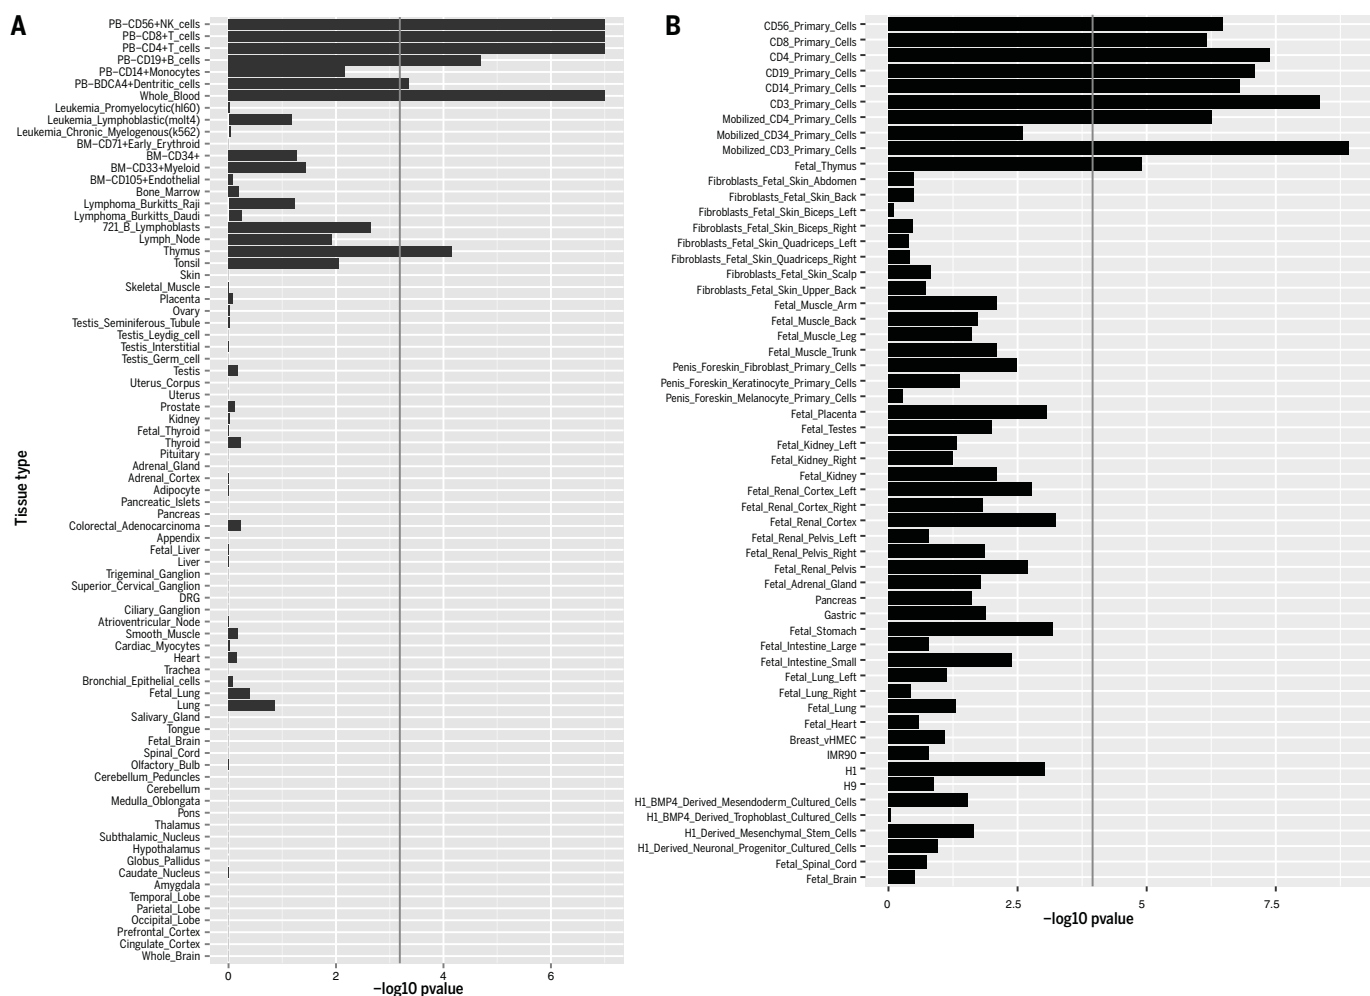 A
PB−CD56+NK_cells
PB−CD8+T_cells
PB−CD4+T_cells
PB−CD19+B_cells
PB−CD14+Monocytes
PB−BDCA4+Dentritic_cells
Whole_Blood
Leukemia_Promyelocytic(hl60)
Leukemia_Lymphoblastic(molt4)
Leukemia_Chronic_Myelogenous(k562)
BM−CD71+Early_Erythroid
BM−CD34+
BM−CD33+Myeloid
BM−CD105+Endothelial
Bone_Marrow
Lymphoma_Burkitts_Raji
Lymphoma_Burkitts_Daudi
721_B_Lymphoblasts
Lymph_Node
Thymus
Tonsil
Skin
Skeletal_Muscle
Placenta
Ovary
Testis_Seminiferous_Tubule
Testis_Leydig_cell
Testis_Interstitial
Testis_Germ_cell
Testis
Uterus_Corpus
Uterus
Prostate
Kidney
Fetal_Thyroid
Thyroid
Pituitary
Adrenal_Gland
Adrenal_Cortex
Adipocyte
Pancreatic_Islets
Pancreas
Colorectal_Adenocarcinoma
Appendix
Fetal_Liver
Liver
Trigeminal_Ganglion
Superior_Cervical_Ganglion
DRG
Ciliary_Ganglion
Atrioventricular_Node
Smooth_Muscle
Cardiac_Myocytes
Heart
Trachea
Bronchial_Epithelial_cells
Fetal_Lung
Lung
Salivary_Gland
Tongue
Fetal_Brain
Spinal_Cord
Olfactory_Bulb
Cerebellum_Peduncles
Cerebellum
Medulla_Oblongata
Pons
Thalamus
Subthalamic_Nucleus
Hypothalamus
Globus_Pallidus
Caudate_Nucleus
Amygdala
Temporal_Lobe
Parietal_Lobe
Occipital_Lobe
Prefrontal_Cortex
Cingulate_Cortex
Whole_Brain
Tissue type
0 2 4 6
−log10 pvalue
B
CD56_Primary_Cells
CD8_Primary_Cells
CD4_Primary_Cells
CD19_Primary_Cells
CD14_Primary_Cells
CD3_Primary_Cells
Mobilized_CD4_Primary_Cells
Mobilized_CD34_Primary_Cells
Mobilized_CD3_Primary_Cells
Fetal_Thymus
Fibroblasts_Fetal_Skin_Abdomen
Fibroblasts_Fetal_Skin_Back
Fibroblasts_Fetal_Skin_Biceps_Left
Fibroblasts_Fetal_Skin_Biceps_Right
Fibroblasts_Fetal_Skin_Quadriceps_Left
Fibroblasts_Fetal_Skin_Quadriceps_Right
Fibroblasts_Fetal_Skin_Scalp
Fibroblasts_Fetal_Skin_Upper_Back
Fetal_Muscle_Arm
Fetal_Muscle_Back
Fetal_Muscle_Leg
Fetal_Muscle_Trunk
Penis_Foreskin_Fibroblast_Primary_Cells
Penis_Foreskin_Keratinocyte_Primary_Cells
Penis_Foreskin_Melanocyte_Primary_Cells
Fetal_Placenta
Fetal_Testes
Fetal_Kidney_Left
Fetal_Kidney_Right
Fetal_Kidney
Fetal_Renal_Cortex_Left
Fetal_Renal_Cortex_Right
Fetal_Renal_Cortex
Fetal_Renal_Pelvis_Left
Fetal_Renal_Pelvis_Right
Fetal_Renal_Pelvis
Fetal_Adrenal_Gland
Pancreas
Gastric
Fetal_Stomach
Fetal_Intestine_Large
Fetal_Intestine_Small
Fetal_Lung_Left
Fetal_Lung_Right
Fetal_Lung
Fetal_Heart
Breast_vHMEC
IMR90
H1
H9
H1_BMP4_Derived_Mesendoderm_Cultured_Cells
H1_BMP4_Derived_Trophoblast_Cultured_Cells
H1_Derived_Mesenchymal_Stem_Cells
H1_Derived_Neuronal_Progenitor_Cultured_Cells
Fetal_Spinal_Cord
Fetal_Brain
0 2.5 5 7.5
−log10 pvalue